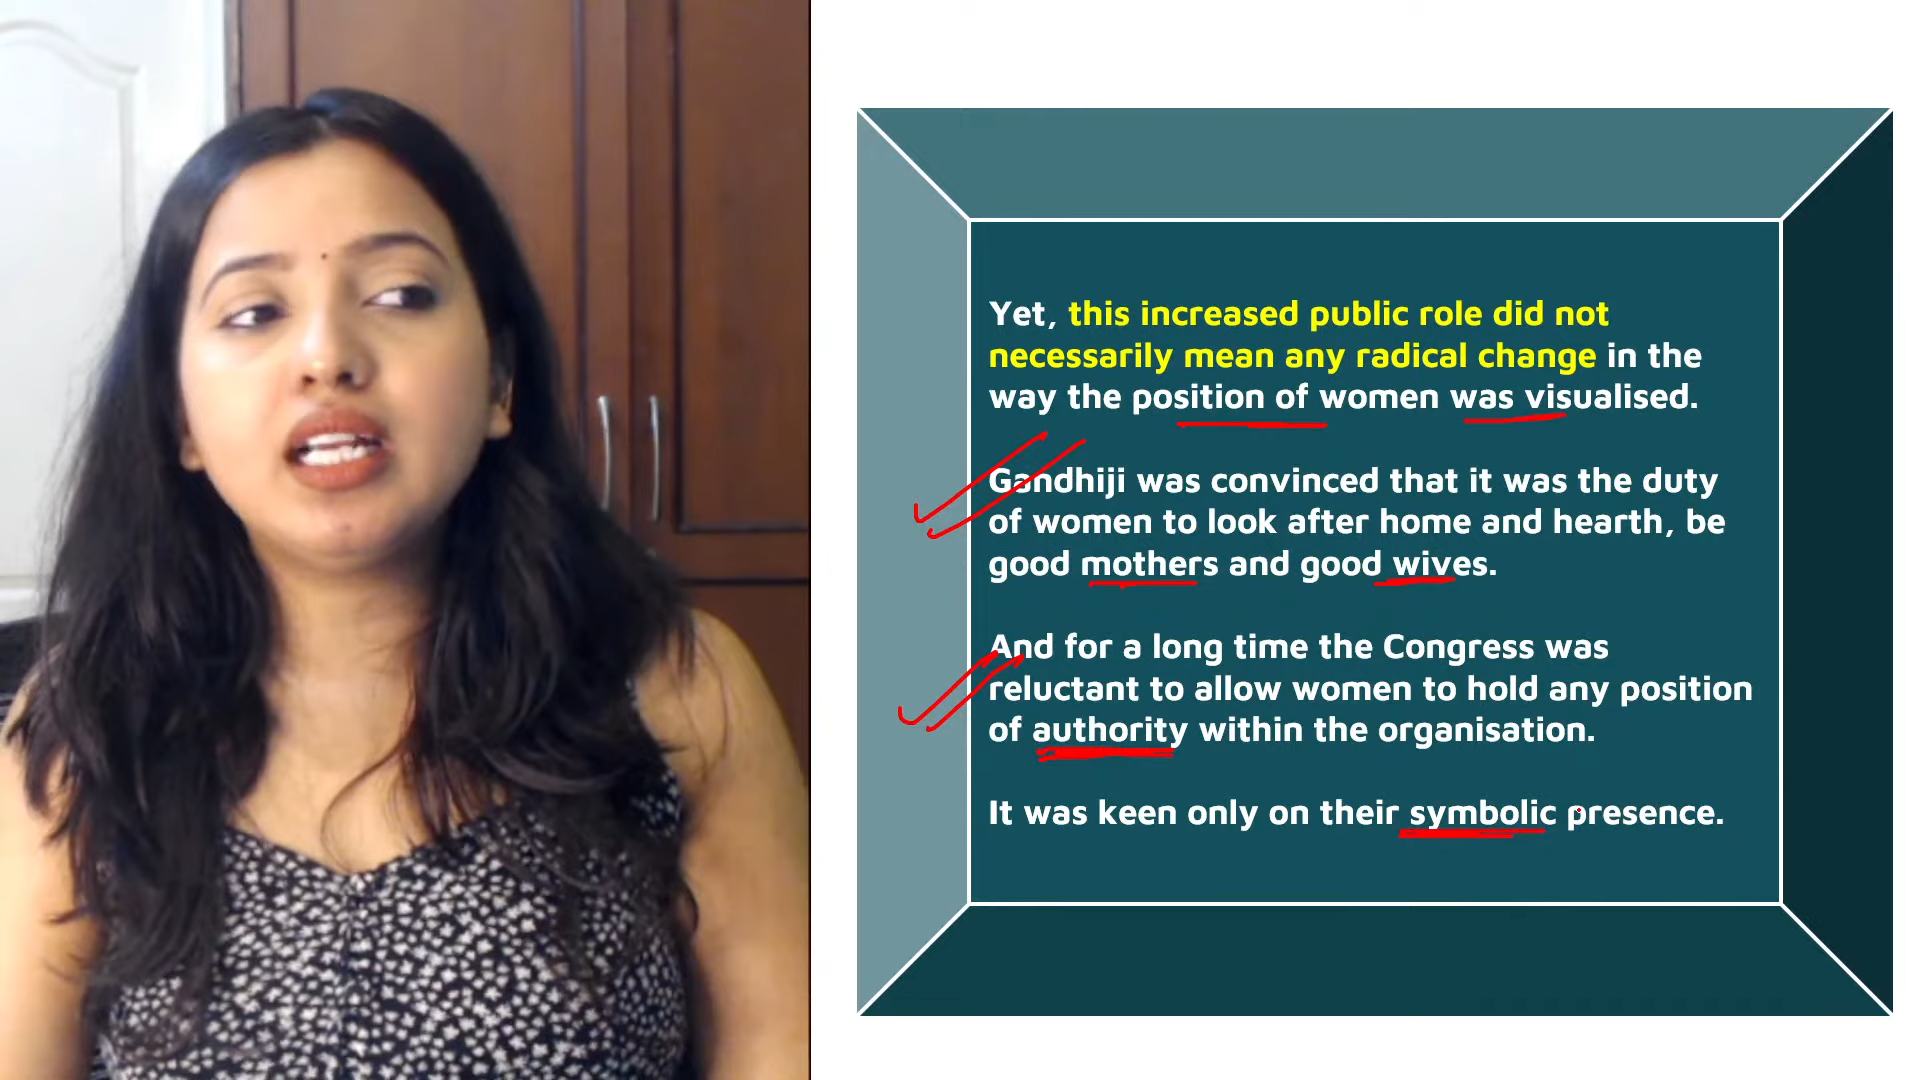 Yet, this increased public role did not
necessarily mean any radical change in the
way the position of women was visualised.
Gandhiji was convinced that it was the duty
of women to look after home and hearth, be
good mothers and good wives.
And for a long time the Congress was
reluctant to allow women to hold any position
of authority within the organisation.
It was keen only on their symbolic presence.